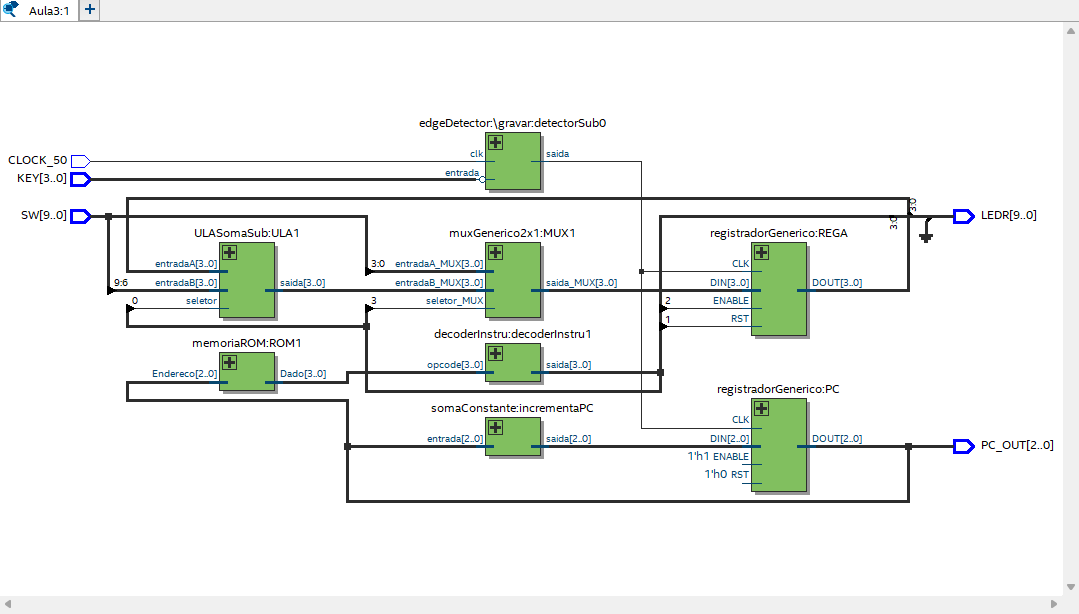 Aula3:1
edgeDetector:\gravar:detectorSub0
CLOCK_50
clk
saida
KEY[3..0]
entrada
SW[9..0]
3:0
3:0
LEDR[9..0]
ULASomaSub:ULA1
muxGenerico2x1:MUX1
registradorGenerico:REGA
entradaA[3..0]
3:0
entradaA_MUX[3..0]
CLK
9:6
entradaB[3..0]
saida[3..0]
entradaB_MUX[3..0]
saida_MUX[3..0]
DIN[3..0]
DOUT[3..0]
0
seletor
3
seletor_MUX
2
ENABLE
1
RST
decoderInstru:decoderInstru1
memoriaROM:ROM1
opcode[3..0]
saida[3..0]
Endereco[2..0]
Dado[3..0]
registradorGenerico:PC
somaConstante:incrementaPC
CLK
entrada[2..0]
saida[2..0]
DIN[2..0]
DOUT[2..0]
PC_OUT[2..0]
1'h1 ENABLE
1'h0 RST